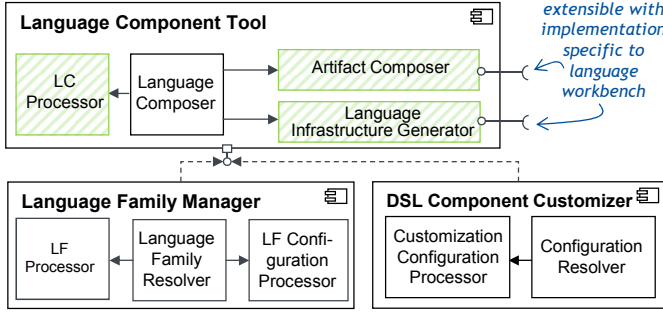 Language Component Tool
extensible with
implementation
specific to
language
workbench
LC
Processor
Language
Composer
Artifact Composer
Language
Infrastructure Generator
Language Family Manager
LF
Processor
Language
Family
Resolver
LF Confi-
guration
Processor
DSL Component Customizer
Customization
Configuration
Processor
Configuration
Resolver